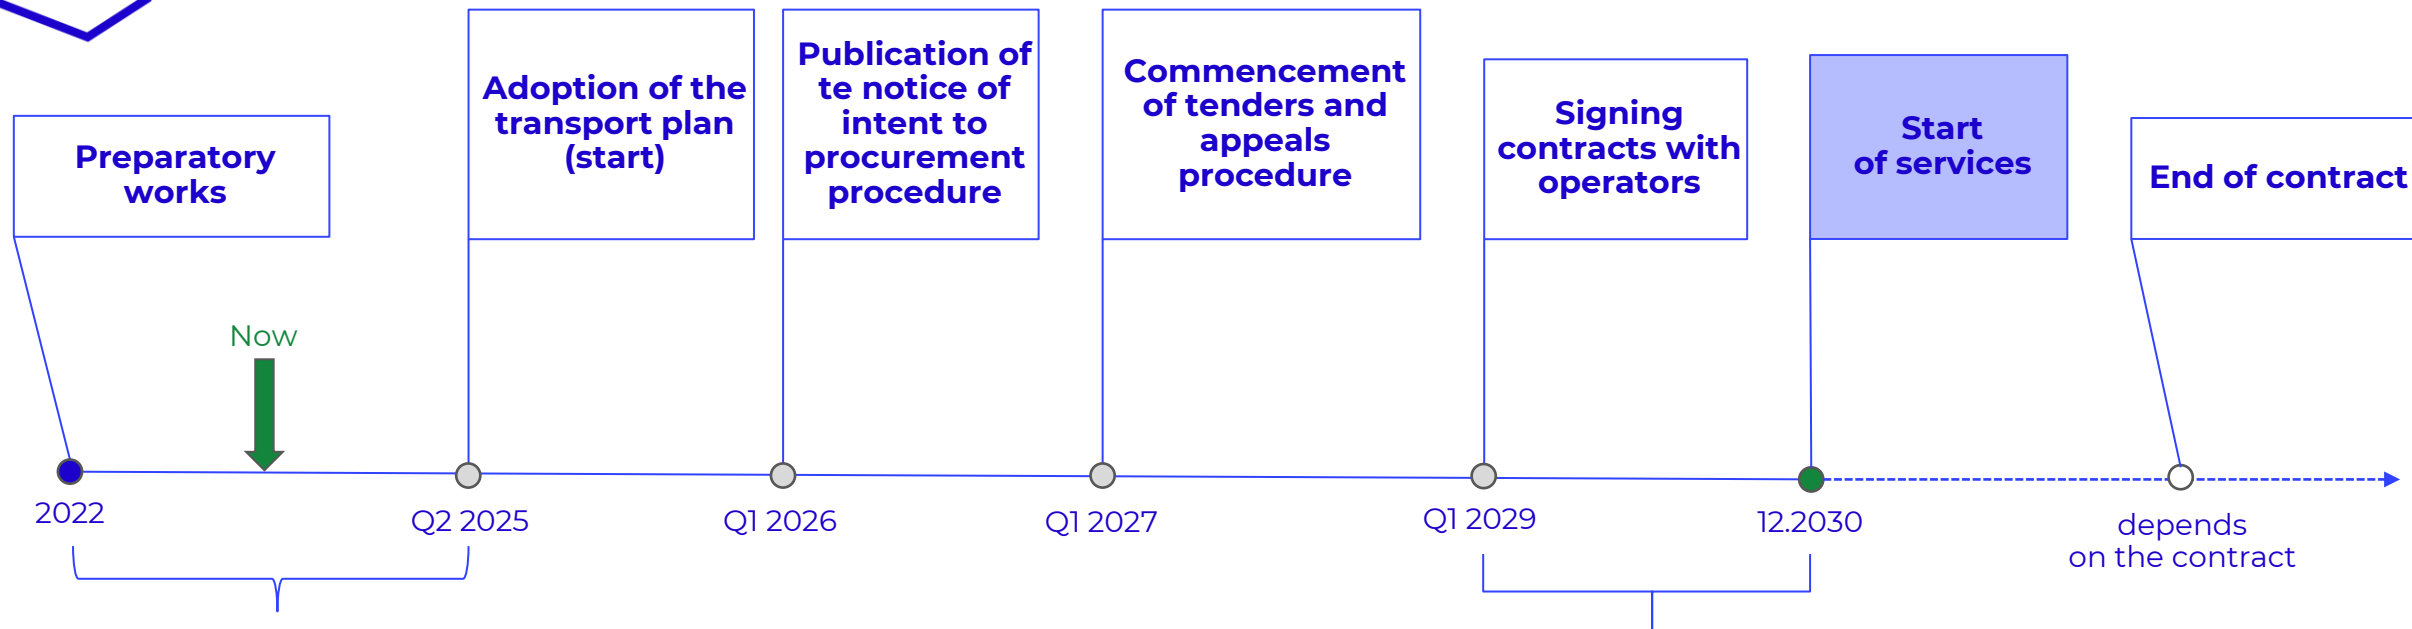 Preparatory
works
Adoption of the
transport plan
(start)
Publication of
te notice of
intent to
procurement
procedure
Commencement
of tenders and
appeals
procedure
Signing
contracts with
operators
Start
of services
End of contract
Now
2022
Q2 2025
Q1 2026
Q1 2027
Q1 2029
12.2030
depends
on the contract